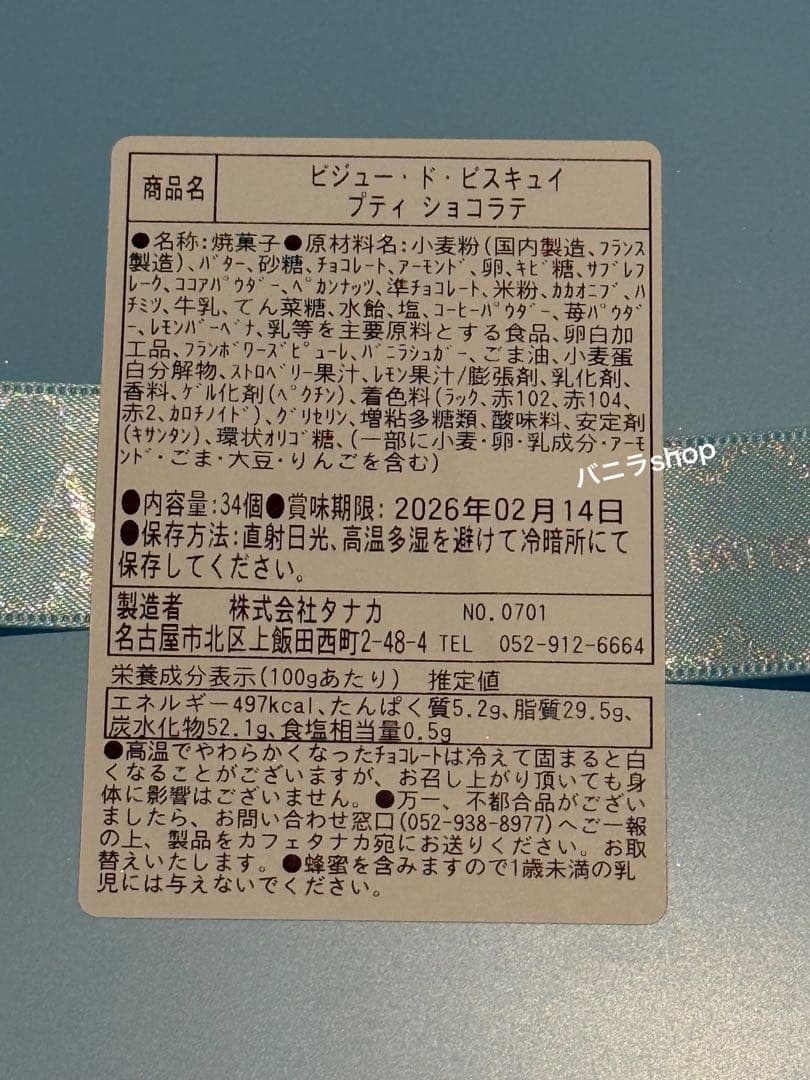 商品名
ビジュー・ド・ビスキュイ
プティ ショコラテ
●名称:焼菓子●原材料名:小麦粉(国内製造、フランス
製造)、バター、砂糖、チョコレート、アーモンド、卵、キビ糖、サブレフ
レーク、ココアパウダー、ペカンナッツ、準チョコレート、米粉、カカオニブ、ハ
チミツ、牛乳、てん菜糖、水飴、塩、コーヒーパウダー、苺パウダ
ー、レモンバーベナ、乳等を主要原料とする食品、卵白加
工品、フランボワーズピューレ、バニラシュガー、ごま油、小麦蛋
白分解物、ストロベリー果汁、レモン果汁/膨張剤、乳化剤、
香料、ゲル化剤(ペクチン)、着色料(ラック、赤102、赤104、
赤2、カロチノイド)、グリセリン、増粘多糖類、酸味料、安定剤
(キサンタン)、環状オリゴ糖、(一部に小麦・卵・乳成分・アーモ
ンド・ごま・大豆・りんごを含む)
バニラshop
●内容量:34個●賞味期限:2026年02月14日
●保存方法:直射日光、高温多湿を避けて冷暗所にて
保存してください。
製造者 株式会社タナカ NO.0701
名古屋市北区上飯田西町2-48-4 TEL 052-912-6664
栄養成分表示(100gあたり) 推定値
エネルギー497kcal、たんぱく質5.2g、脂質29.5g、
炭水化物52.1g、食塩相当量0.5g
●高温でやわらかくなったチョコレートは冷えて固まると白
くなることがございますが、お召し上がり頂いても身
体に影響はございません。●万一、不都合品がござい
ましたら、お問い合わせ窓口(052-938-8977)へご一報
の上、製品をカフェタナカ宛にお送りください。お取
替えいたします。●蜂蜜を含みますので1歳未満の乳
児には与えないでください。